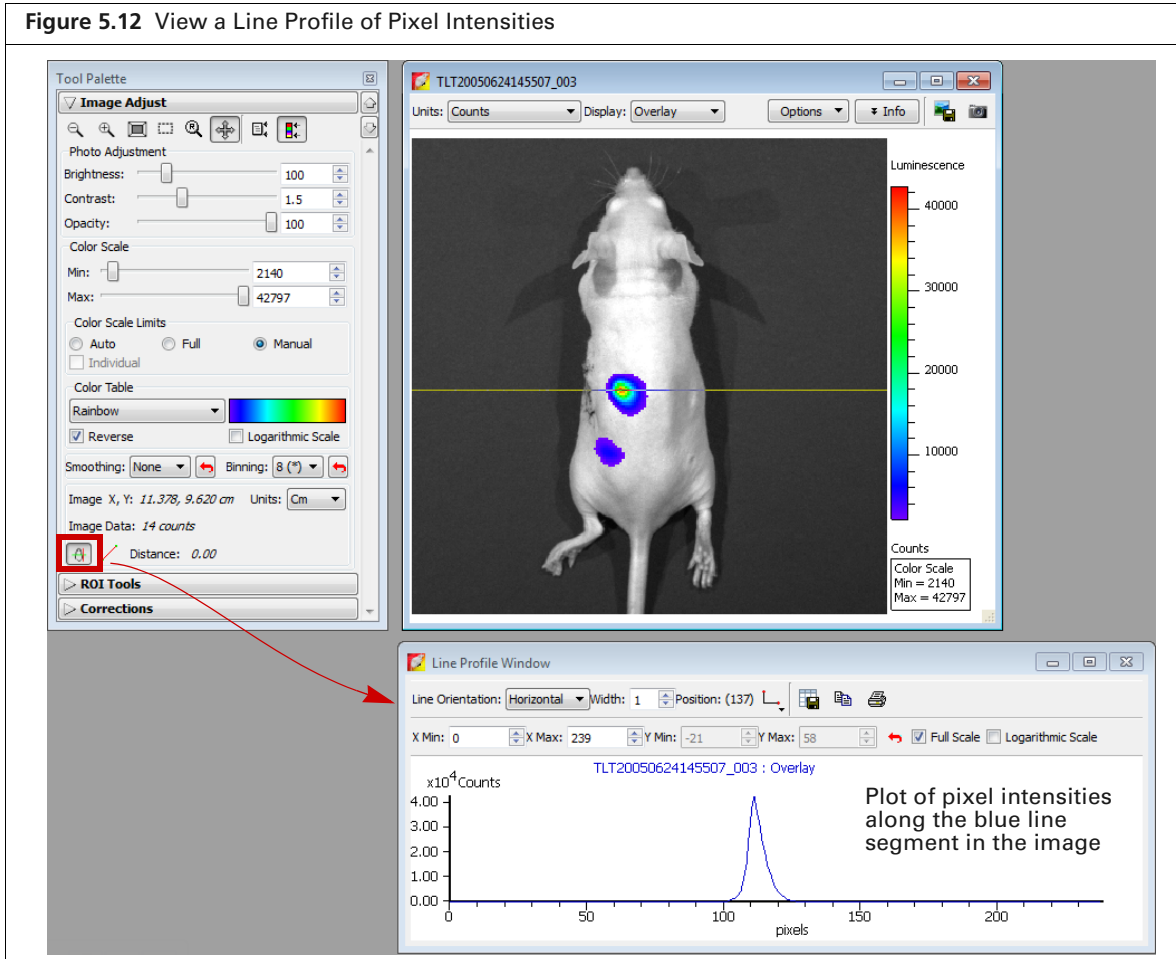 Figure 5.12 View a Line Profile of Pixel Intensities
Tool Palette
Image Adjust
Photo Adjustment
Brightness: 100
Contrast: 1.5
Opacity: 100
Color Scale
Min: 2140
Max: 42797
Color Scale Limits
Auto Full Manual
Individual
Color Table
Rainbow
Reverse Logarithmic Scale
Smoothing: None Binning: 8 (*)
Image X, Y: 11.378, 9.620 cm Units: Cm
Image Data: 14 counts
Distance: 0.00
ROI Tools
Corrections
TLT20050624145507_003
Units: Counts Display: Overlay Options Info
Luminescence
40000
30000
20000
10000
Counts
Color Scale
Min = 2140
Max = 42797
Line Profile Window
Line Orientation: Horizontal Width: 1 Position: (137)
X Min: 0 X Max: 239 Y Min: -21 Y Max: 58 Full Scale Logarithmic Scale
TLT20050624145507_003 : Overlay
x10^4 Counts
4.00
3.00
2.00
1.00
0.00
0 50 100 150 200
pixels
Plot of pixel intensities
along the blue line
segment in the image